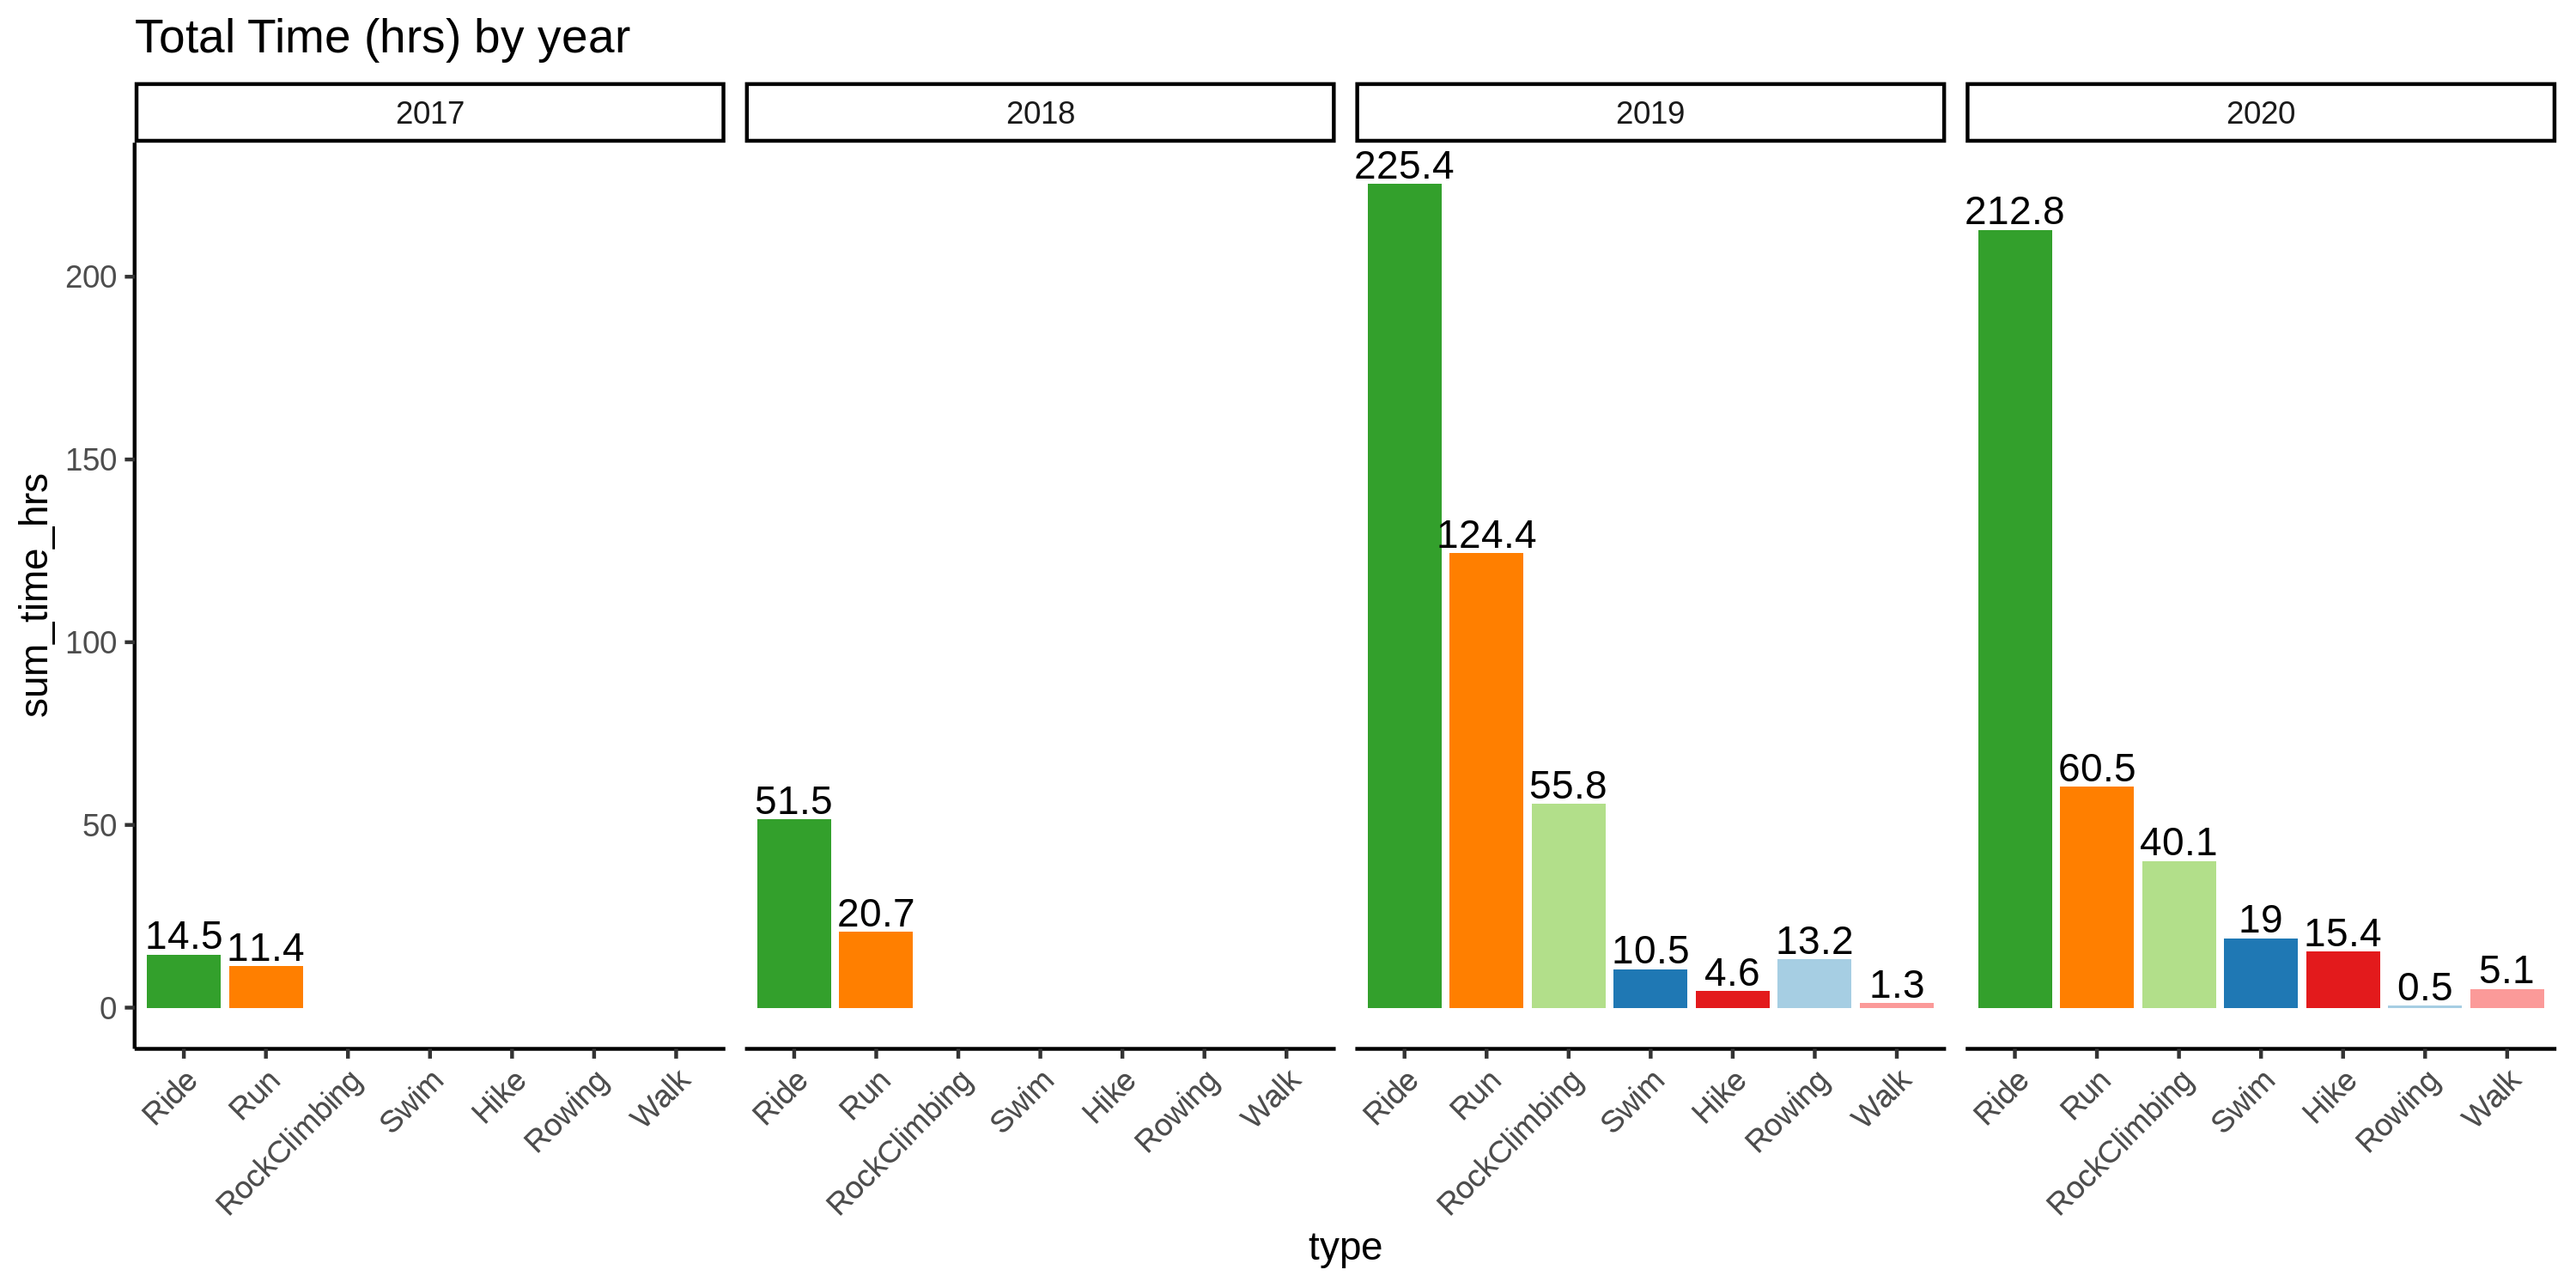 Total Time (hrs) by year
2017 2018 2019 2020
sum_time_hrs
200
150
100
50
0
14.5 11.4
51.5 20.7
225.4 124.4 55.8 10.5 4.6 13.2 1.3
212.8 60.5 40.1 19 15.4 0.5 5.1
Ride Run RockClimbing Swim Hike Rowing Walk
Ride Run RockClimbing Swim Hike Rowing Walk
Ride Run RockClimbing Swim Hike Rowing Walk
Ride Run RockClimbing Swim Hike Rowing Walk
type